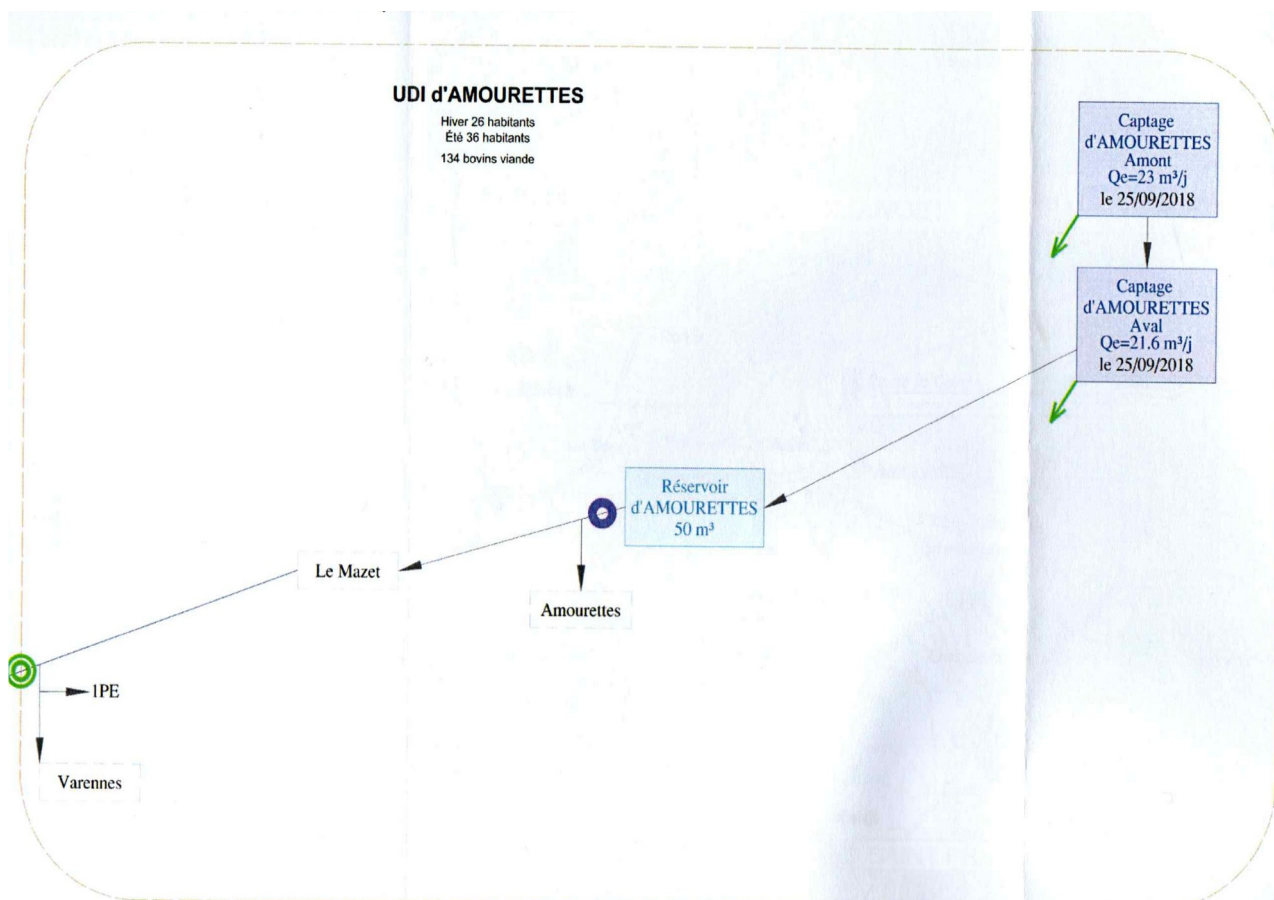 UDI d'AMOURETTES
Hiver 26 habitants
Été 36 habitants
134 bovins viande
Captage
d'AMOURETTES
Amont
Qe=23 m³/j
le 25/09/2018
Captage
d'AMOURETTES
Aval
Qe=21.6 m³/j
le 25/09/2018
Réservoir
d'AMOURETTES
50 m³
Le Mazet
Amourettes
1PE
Varennes